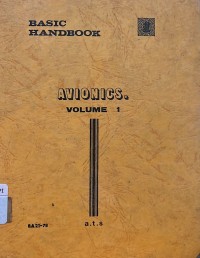 BASIC
HANDBOOK
AVIONICS.
VOLUME 1
a.t.s